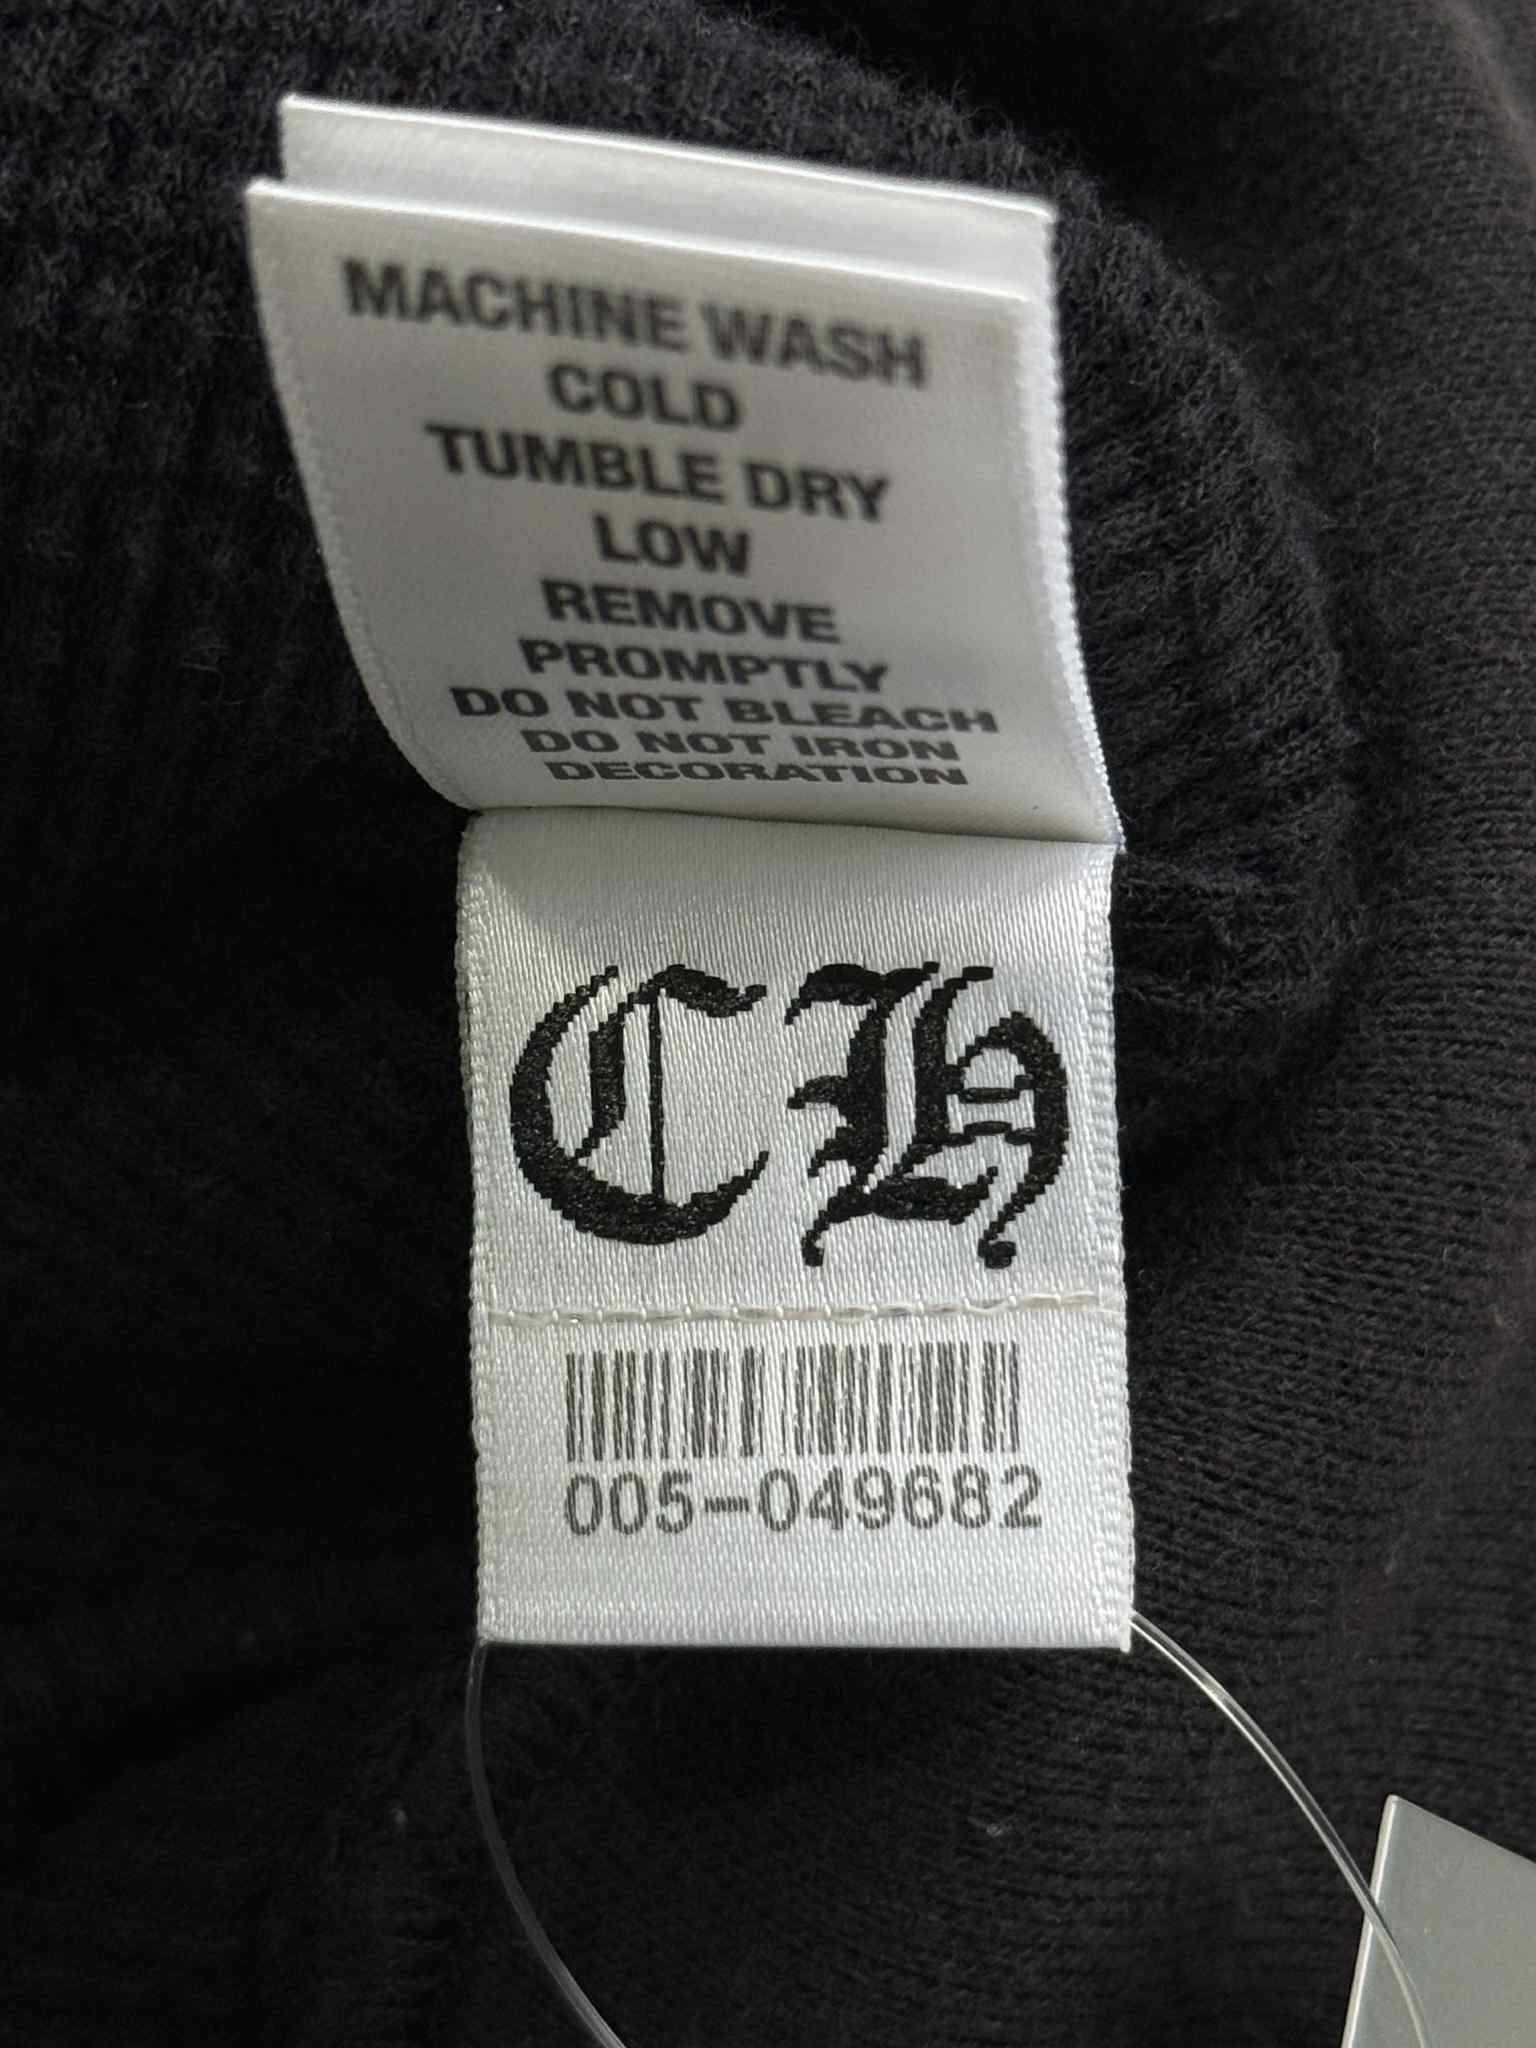 MACHINE WASH
COLD
TUMBLE DRY
LOW
REMOVE
PROMPTLY
DO NOT BLEACH
DO NOT IRON
DECORATION
CH
005-049682